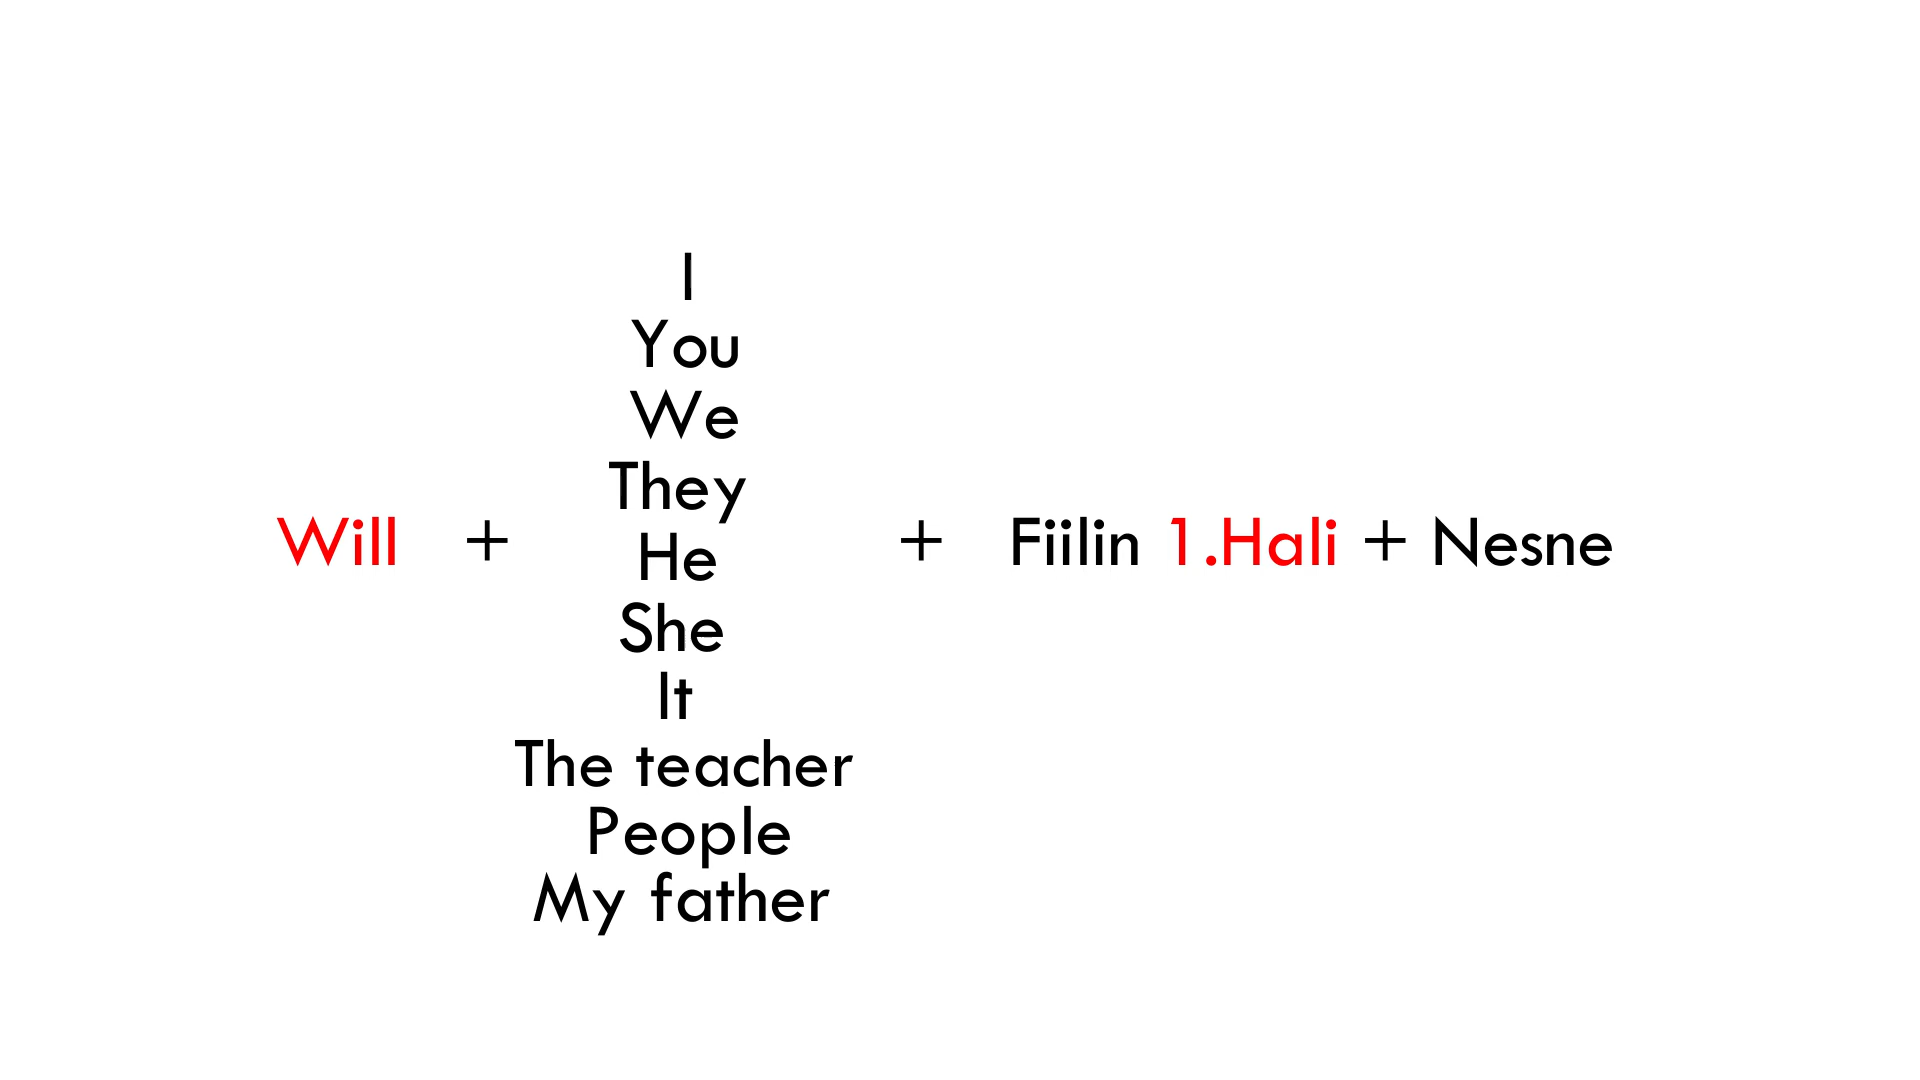 I
You
We
They
Will + He + Fiilin 1.Hali + Nesne
She
It
The teacher
People
My father